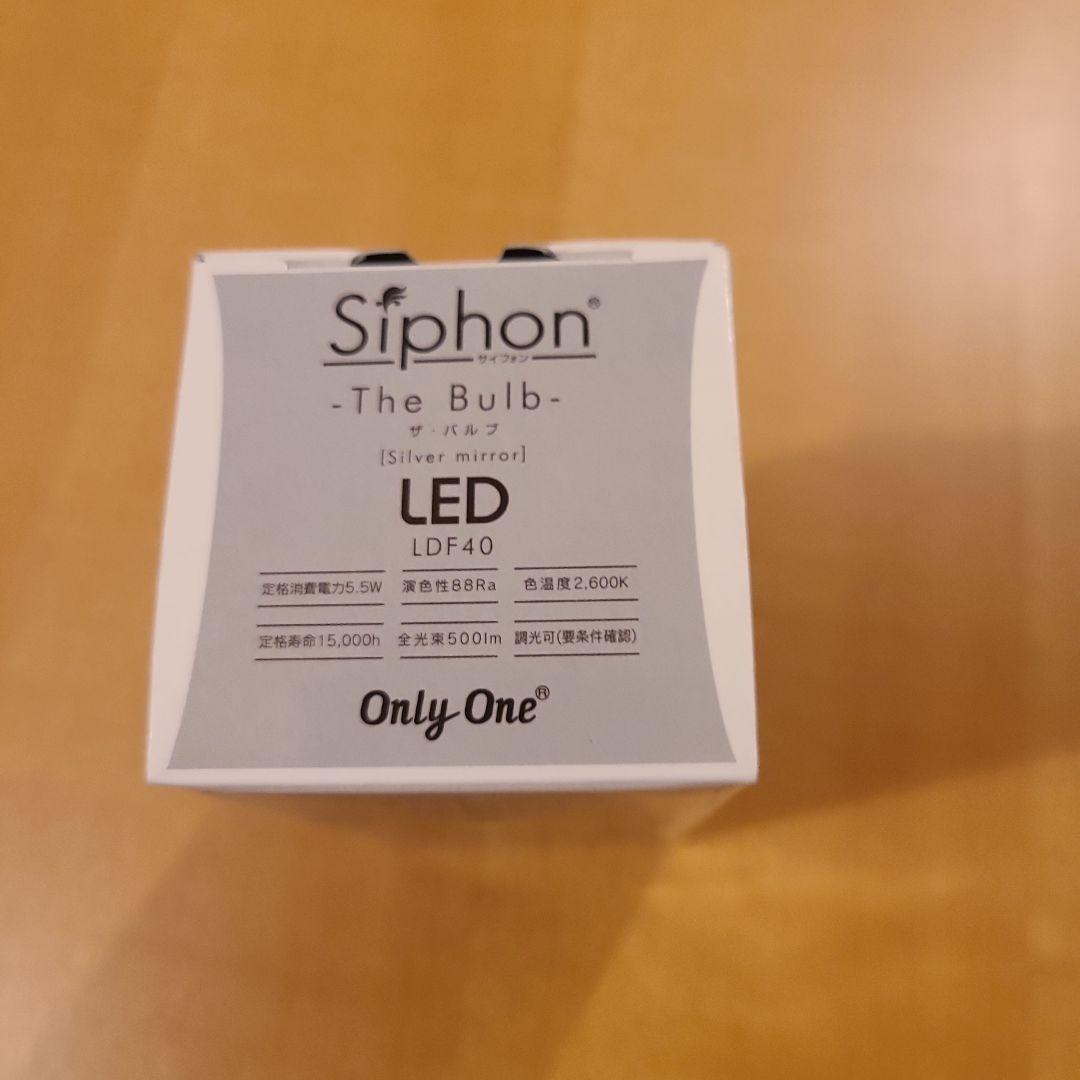 Siphon®
サイフォン
-The Bulb-
ザ・バルブ
[Silver mirror]
LED
LDF40
定格消費電力5.5W 演色性88Ra 色温度2,600K
定格寿命15,000h 全光束500lm 調光可(要条件確認)
Only One®